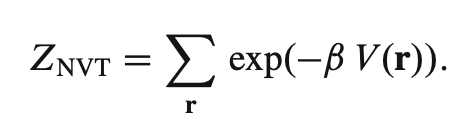 Z_NVT = ∑_r exp(−β V(r)).